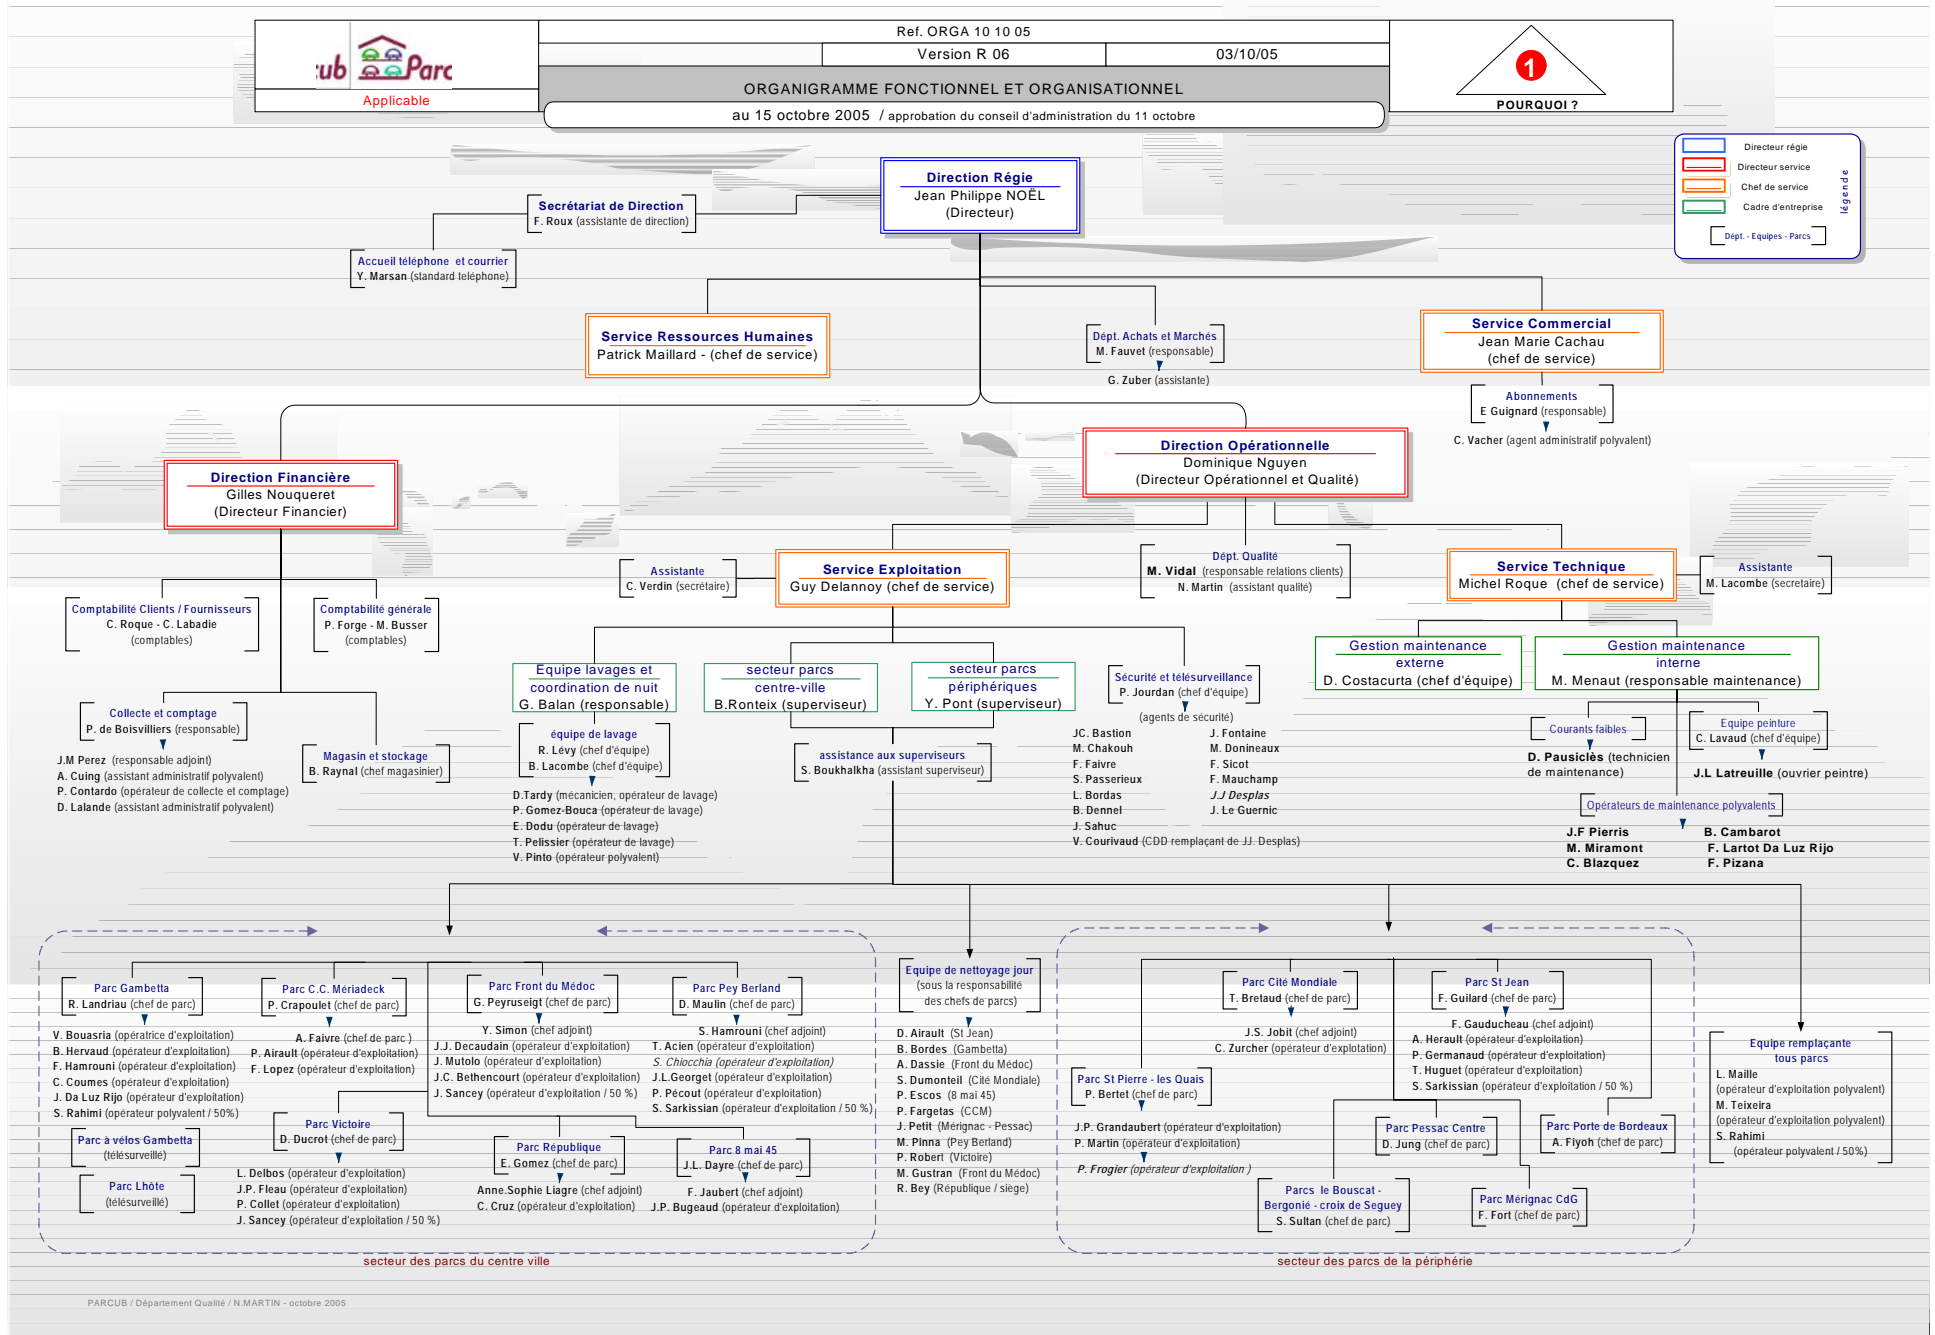 cub Parc
Applicable
Ref. ORGA 10 10 05
Version R 06
03/10/05
ORGANIGRAMME FONCTIONNEL ET ORGANISATIONNEL
au 15 octobre 2005 / approbation du conseil d'administration du 11 octobre
1
POURQUOI ?
Directeur régie
Directeur service
Chef de service
Cadre d'entreprise
Dépt. - Equipes - Parcs
légende
Direction Régie
Jean Philippe NOËL
(Directeur)
Secrétariat de Direction
F. Roux (assistante de direction)
Accueil téléphone et courrier
Y. Marsan (standard teléphone)
Service Ressources Humaines
Patrick Maillard - (chef de service)
Dépt. Achats et Marchés
M. Fauvet (responsable)
G. Zuber (assistante)
Service Commercial
Jean Marie Cachau
(chef de service)
Abonnements
E Guignard (responsable)
C. Vacher (agent administratif polyvalent)
Direction Financière
Gilles Nouqueret
(Directeur Financier)
Direction Opérationnelle
Dominique Nguyen
(Directeur Opérationnel et Qualité)
Comptabilité Clients / Fournisseurs
C. Roque - C. Labadie
(comptables)
Comptabilité générale
P. Forge - M. Busser
(comptables)
Collecte et comptage
P. de Boisvilliers (responsable)
J.M Perez (responsable adjoint)
A. Cuing (assistant administratif polyvalent)
P. Contardo (opérateur de collecte et comptage)
D. Lalande (assistant administratif polyvalent)
Magasin et stockage
B. Raynal (chef magasinier)
Assistante
C. Verdin (secrétaire)
Service Exploitation
Guy Delannoy (chef de service)
Dépt. Qualité
M. Vidal (responsable relations clients)
N. Martin (assistant qualité)
Service Technique
Michel Roque (chef de service)
Assistante
M. Lacombe (secretaire)
Equipe lavages et
coordination de nuit
G. Balan (responsable)
équipe de lavage
R. Lévy (chef d'équipe)
B. Lacombe (chef d'équipe)
D.Tardy (mécanicien, opérateur de lavage)
P. Gomez-Bouca (opérateur de lavage)
E. Dodu (opérateur de lavage)
T. Pelissier (opérateur de lavage)
V. Pinto (opérateur polyvalent)
secteur parcs
centre-ville
B.Ronteix (superviseur)
secteur parcs
périphériques
Y. Pont (superviseur)
assistance aux superviseurs
S. Boukhalkha (assistant superviseur)
Sécurité et télésurveillance
P. Jourdan (chef d'équipe)
(agents de sécurité)
JC. Bastion
M. Chakouh
F. Faivre
S. Passerieux
L. Bordas
B. Dennel
J. Sahuc
V. Courivaud (CDD remplaçant de JJ. Desplas)
J. Fontaine
M. Donineaux
F. Sicot
F. Mauchamp
J.J Desplas
J. Le Guernic
Gestion maintenance
externe
D. Costacurta (chef d'équipe)
Gestion maintenance
interne
M. Menaut (responsable maintenance)
Courants faibles
D. Pausiclès (technicien
de maintenance)
Equipe peinture
C. Lavaud (chef d'équipe)
J.L Latreuille (ouvrier peintre)
Opérateurs de maintenance polyvalents
J.F Pierris
M. Miramont
C. Blazquez
B. Cambarot
F. Lartot Da Luz Rijo
F. Pizana
Parc Gambetta
R. Landriau (chef de parc)
V. Bouasria (opératrice d'exploitation)
B. Hervaud (opérateur d'exploitation)
F. Hamrouni (opérateur d'exploitation)
C. Coumes (opérateur d'exploitation)
J. Da Luz Rijo (opérateur d'exploitation)
S. Rahimi (opérateur polyvalent / 50%)
Parc à vélos Gambetta
(télésurveillé)
Parc Lhôte
(télésurveillé)
Parc C.C. Mériadeck
P. Crapoulet (chef de parc)
A. Faivre (chef de parc )
P. Airault (opérateur d'exploitation)
F. Lopez (opérateur d'exploitation)
Parc Victoire
D. Ducrot (chef de parc)
L. Delbos (opérateur d'exploitation)
J.P. Fleau (opérateur d'exploitation)
P. Collet (opérateur d'exploitation)
J. Sancey (opérateur d'exploitation / 50 %)
Parc Front du Médoc
G. Peyruseigt (chef de parc)
Y. Simon (chef adjoint)
J.J. Decaudain (opérateur d'exploitation)
J. Mutolo (opérateur d'exploitation)
J.C. Bethencourt (opérateur d'exploitation)
J. Sancey (opérateur d'exploitation / 50 %)
Parc République
E. Gomez (chef de parc)
Anne.Sophie Liagre (chef adjoint)
C. Cruz (opérateur d'exploitation)
Parc Pey Berland
D. Maulin (chef de parc)
S. Hamrouni (chef adjoint)
T. Acien (opérateur d'exploitation)
S. Chiocchia (opérateur d'exploitation)
J.L.Georget (opérateur d'exploitation)
P. Pécout (opérateur d'exploitation)
S. Sarkissian (opérateur d'exploitation / 50 %)
Parc 8 mai 45
J.L. Dayre (chef de parc)
F. Jaubert (chef adjoint)
J.P. Bugeaud (opérateur d'exploitation)
secteur des parcs du centre ville
Equipe de nettoyage jour
(sous la responsabilité
des chefs de parcs)
D. Airault (St Jean)
B. Bordes (Gambetta)
A. Dassie (Front du Médoc)
S. Dumonteil (Cité Mondiale)
P. Escos (8 mai 45)
P. Fargetas (CCM)
J. Petit (Mérignac - Pessac)
M. Pinna (Pey Berland)
P. Robert (Victoire)
M. Gustran (Front du Médoc)
R. Bey (République / siège)
Parc Cité Mondiale
T. Bretaud (chef de parc)
J.S. Jobit (chef adjoint)
C. Zurcher (opérateur d'explotation)
Parc St Jean
F. Guilard (chef de parc)
F. Gauducheau (chef adjoint)
A. Herault (opérateur d'exploitation)
P. Germanaud (opérateur d'exploitation)
T. Huguet (opérateur d'exploitation)
S. Sarkissian (opérateur d'exploitation / 50 %)
Parc St Pierre - les Quais
P. Bertet (chef de parc)
J.P. Grandaubert (opérateur d'exploitation)
P. Martin (opérateur d'exploitation)
P. Frogier (opérateur d'exploitation )
Parc Pessac Centre
D. Jung (chef de parc)
Parc Porte de Bordeaux
A. Fiyoh (chef de parc)
Parcs le Bouscat -
Bergonié - croix de Seguey
S. Sultan (chef de parc)
Parc Mérignac CdG
F. Fort (chef de parc)
secteur des parcs de la périphérie
Equipe remplaçante
tous parcs
L. Maille
(opérateur d'exploitation polyvalent)
M. Teixeira
(opérateur d'exploitation polyvalent)
S. Rahimi
(opérateur polyvalent / 50%)
PARCUB / Département Qualité / N.MARTIN - octobre 2005